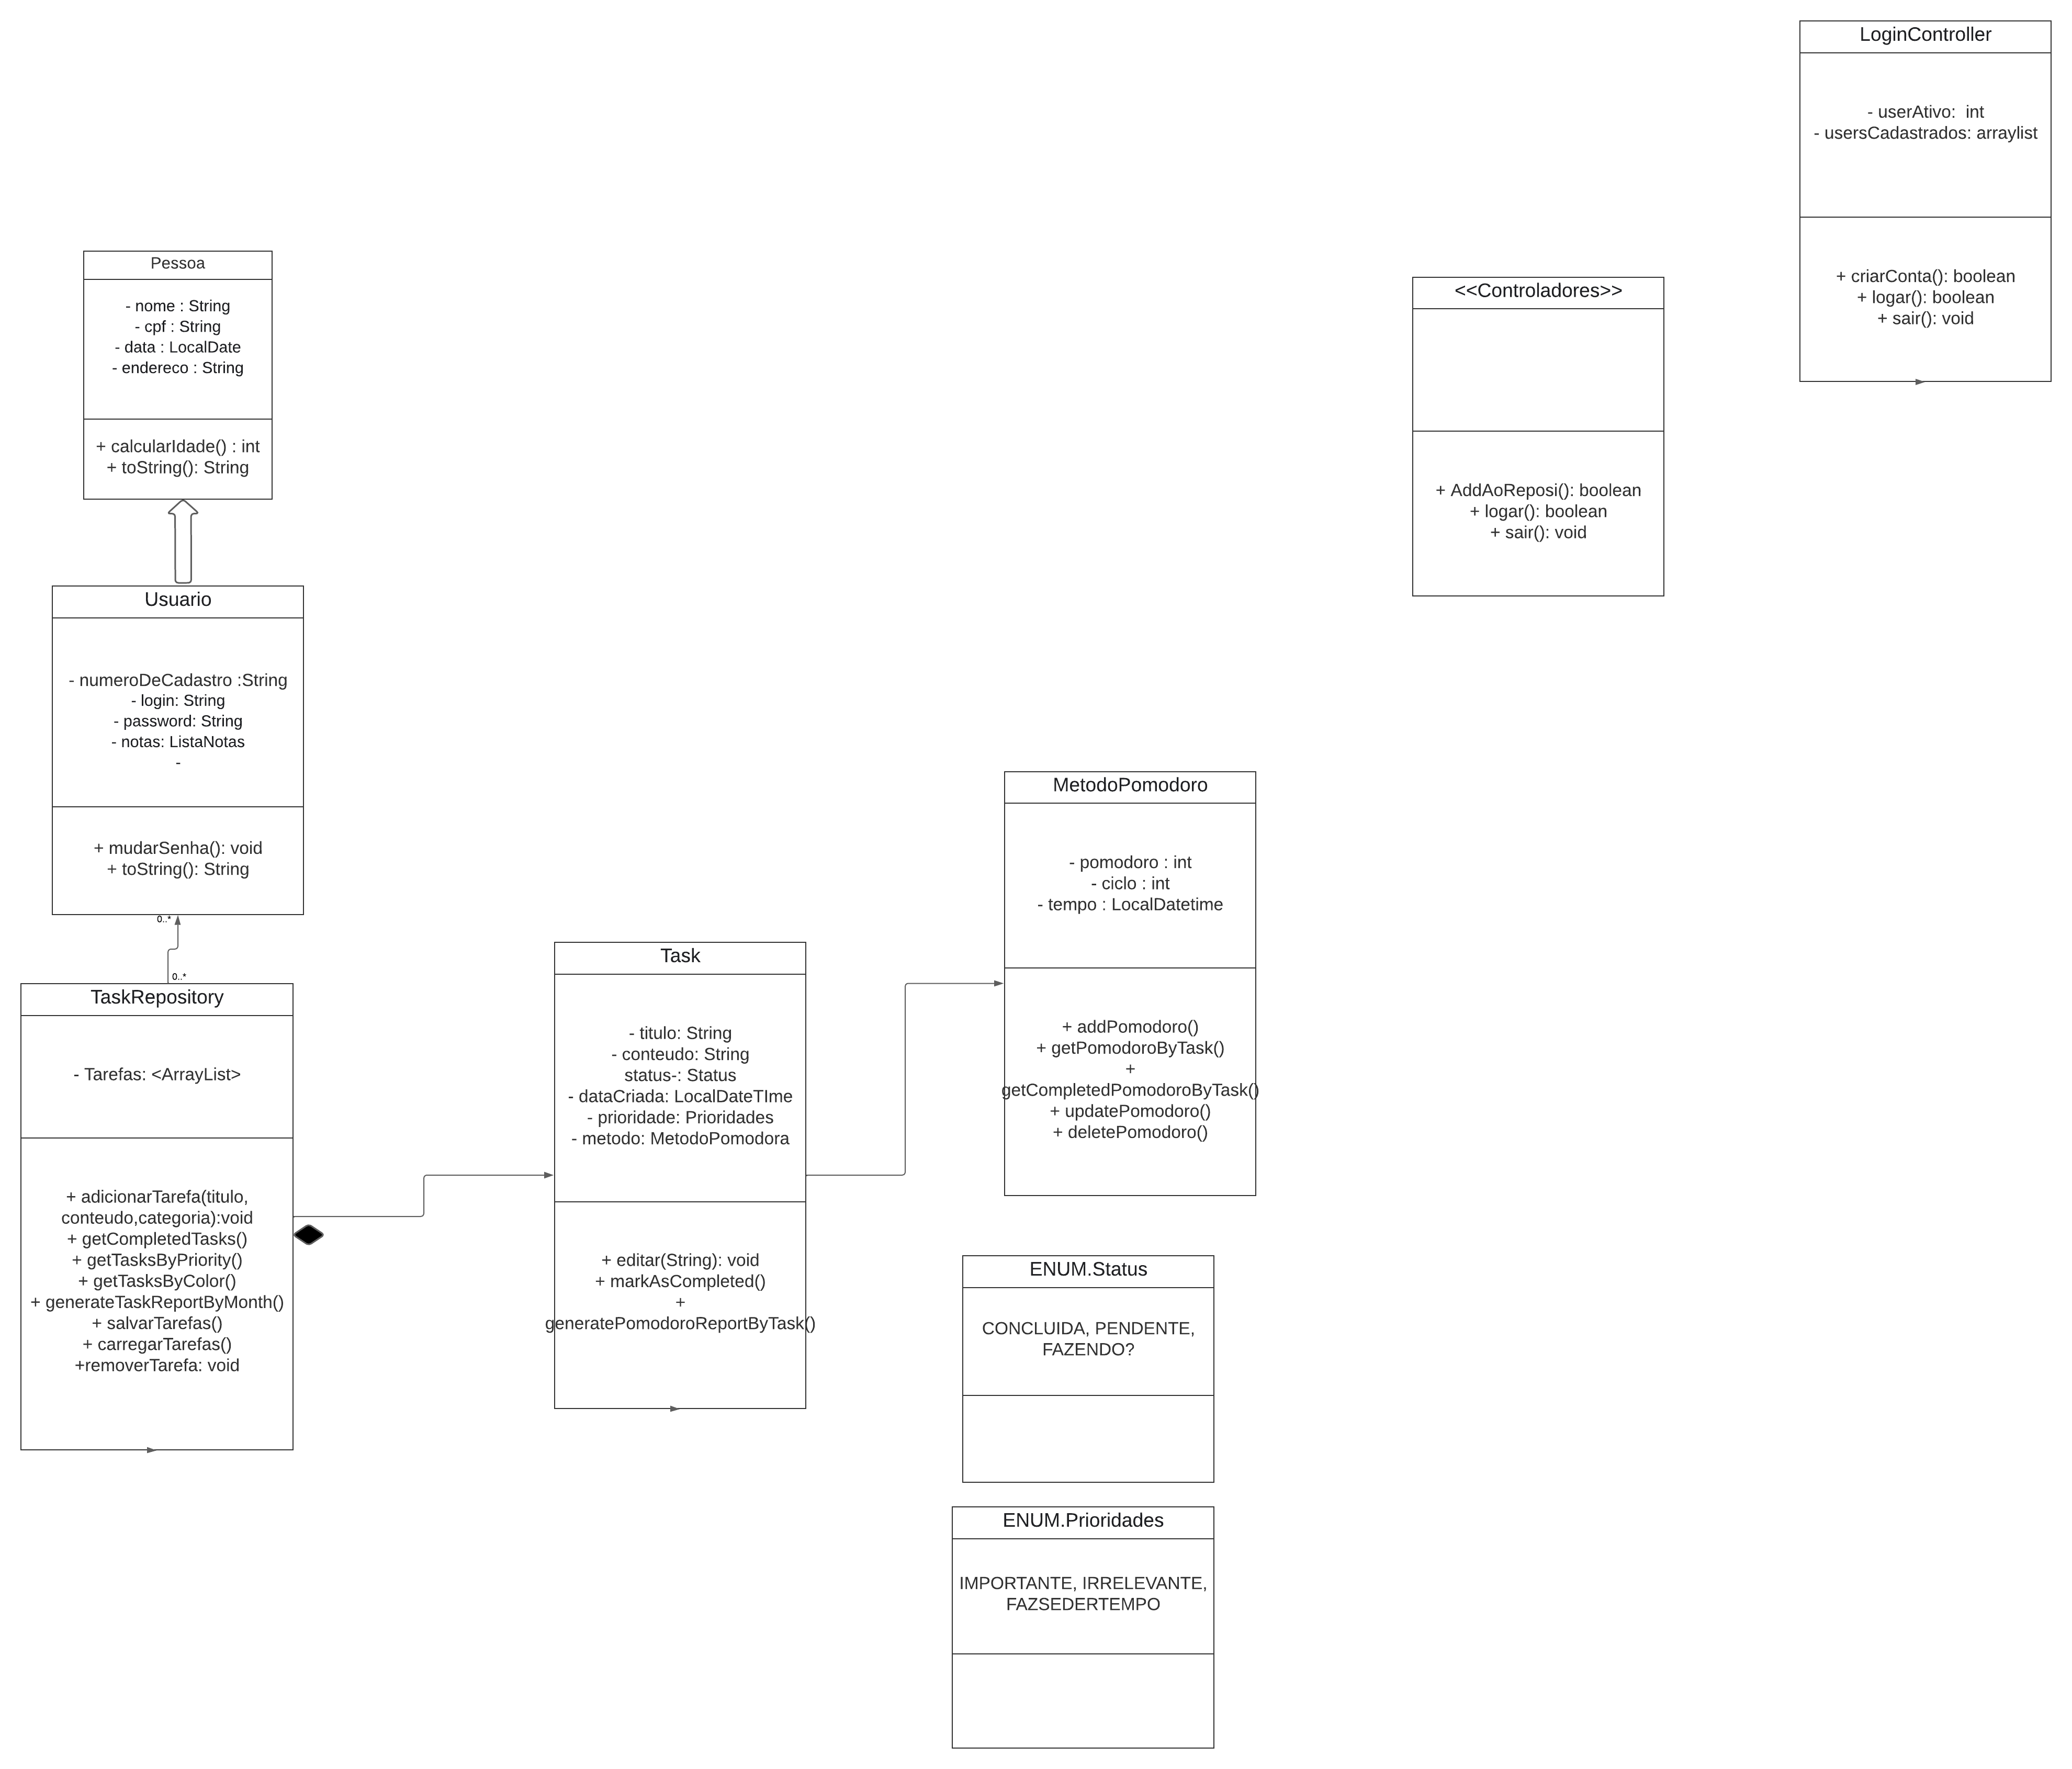 LoginController
- userAtivo:  int
- usersCadastrados: arraylist
+ criarConta(): boolean
+ logar(): boolean
+ sair(): void
Pessoa
- nome : String
- cpf : String
- data : LocalDate
- endereco : String
+ calcularIdade() : int
+ toString(): String
<<Controladores>>
+ AddAoReposi(): boolean
+ logar(): boolean
+ sair(): void
Usuario
- numeroDeCadastro :String
- login: String
- password: String
- notas: ListaNotas
-
+ mudarSenha(): void
+ toString(): String
0..*
0..*
TaskRepository
- Tarefas: <ArrayList>
+ adicionarTarefa(titulo,
conteudo,categoria):void
+ getCompletedTasks()
+ getTasksByPriority()
+ getTasksByColor()
+ generateTaskReportByMonth()
+ salvarTarefas()
+ carregarTarefas()
+removerTarefa: void
Task
- titulo: String
- conteudo: String
status-: Status
- dataCriada: LocalDateTIme
- prioridade: Prioridades
- metodo: MetodoPomodora
+ editar(String): void
+ markAsCompleted()
+
generatePomodoroReportByTask()
MetodoPomodoro
- pomodoro : int
- ciclo : int
- tempo : LocalDatetime
+ addPomodoro()
+ getPomodoroByTask()
+
getCompletedPomodoroByTask()
+ updatePomodoro()
+ deletePomodoro()
ENUM.Status
CONCLUIDA, PENDENTE,
FAZENDO?
ENUM.Prioridades
IMPORTANTE, IRRELEVANTE,
FAZSEDERTEMPO